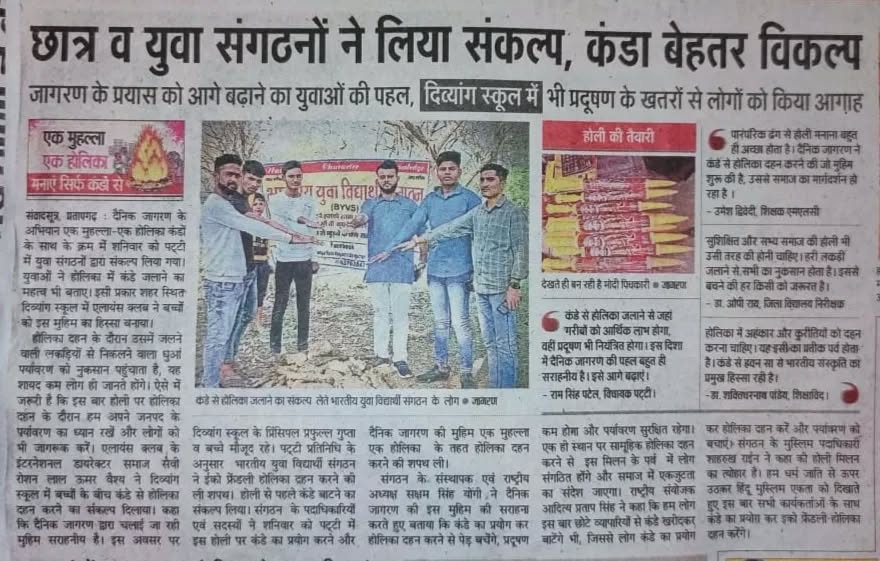 छात्र व युवा संगठनों ने लिया संकल्प, कंडा बेहतर विकल्प
जागरण के प्रयास को आगे बढ़ाने का युवाओं की पहल, दिव्यांग स्कूल में भी प्रदूषण के खतरों से लोगों को किया आगाह
एक मुहल्ला
एक होलिका
मनाएं सिर्फ कंडों से
संवादसूत्र, प्रतापगढ़ : दैनिक जागरण के
अभियान एक मुहल्ला-एक होलिका कंडों
के साथ के क्रम में शनिवार को पट्टी
में युवा संगठनों द्वारा संकल्प लिया गया।
युवाओं ने होलिका में कंडे जलाने का
महत्व भी बताए। इसी प्रकार शहर स्थित
दिव्यांग स्कूल में एलायंस क्लब ने बच्चों
को इस मुहिम का हिस्सा बनाया।
होलिका दहन के दौरान उसमें जलने
वाली लकड़ियों से निकलने वाला धुआं
पर्यावरण को नुकसान पहुंचाता है, यह
शायद कम लोग ही जानते होंगे। ऐसे में
जरूरी है कि इस बार होली पर होलिका
दहन के दौरान हम अपने जनपद के
पर्यावरण का ध्यान रखें और लोगों को
भी जागरूक करें। एलायंस क्लब के
इंटरनेशनल डायरेक्टर समाज सेवी
रोशन लाल ऊमर वैश्य ने दिव्यांग
स्कूल में बच्चों के बीच कंडे से होलिका
दहन करने का संकल्प दिलाया। कहा
कि दैनिक जागरण द्वारा चलाई जा रही
मुहिम सराहनीय है। इस अवसर पर
युवा विद्यार्थी
(BYVS)
Facebook
कंडे से होलिका जलाने का संकल्प लेते भारतीय युवा विद्यार्थी संगठन के लोग ● जागरण
दिव्यांग स्कूल के प्रिंसिपल प्रफुल्ल गुप्ता
व बच्चे मौजूद रहे। पट्टी प्रतिनिधि के
अनुसार भारतीय युवा विद्यार्थी संगठन
ने ईको फ्रेंडली होलिका दहन करने की
ली शपथ। होली से पहले कंडे बाटने का
संकल्प लिया। संगठन के पदाधिकारियों
एवं सदस्यों ने शनिवार को पट्टी में
इस होली पर कंडे का प्रयोग करने और
दैनिक जागरण की मुहिम एक मुहल्ला
एक होलिका के तहत होलिका दहन
करने की शपथ ली।
संगठन के संस्थापक एवं राष्ट्रीय
अध्यक्ष सक्षम सिंह योगी ने दैनिक
जागरण की इस मुहिम की सराहना
करते हुए बताया कि कंडे का प्रयोग कर
होलिका दहन करने से पेड़ बचेंगे, प्रदूषण
होली की तैयारी
देखते ही बन रही है मोदी पिचकारी ● जागरण
कंडे से होलिका जलाने से जहां
गरीबों को आर्थिक लाभ होगा,
वहीं प्रदूषण भी नियंत्रित होगा। इस दिशा
में दैनिक जागरण की पहल बहुत ही
सराहनीय है। इसे आगे बढ़ाएं।
- राम सिंह पटेल, विधायक पट्टी।
कम होगा और पर्यावरण सुरक्षित रहेगा।
एक ही स्थान पर सामूहिक होलिका दहन
करने से इस मिलन के पर्व में लोग
संगठित होंगे और समाज में एकजुटता
का संदेश जाएगा। राष्ट्रीय संयोजक
आदित्य प्रताप सिंह ने कहा कि हम लोग
इस बार छोटे व्यापारियों से कंडे खरीदकर
बाटेंगे भी, जिससे लोग कंडे का प्रयोग
पारंपरिक ढंग से होली मनाना बहुत
ही अच्छा होता है। दैनिक जागरण ने
कंडे से होलिका दहन करने की जो मुहिम
शुरू की है, उससे समाज का मार्गदर्शन हो
रहा है।
- उमेश द्विवेदी, शिक्षक एमएलसी
सुशिक्षित और सभ्य समाज की होली भी
उसी तरह की होनी चाहिए। हरी लकड़ी
जलाने से सभी का नुकसान होता है। इससे
बचने की हर किसी को जरूरत है।
- डा. ओपी राय, जिला विद्यालय निरीक्षक
होलिका में अहंकार और कुरीतियों को दहन
करना चाहिए। यह इसी का प्रतीक पर्व होता
है। कंडे से हवन सा से भारतीय संस्कृति का
प्रमुख हिस्सा रही है।
- डा. शक्तिधरनाथ पांडेय, शिक्षाविद।
कर होलिका दहन करें और पर्यावरण को
बचाएं। संगठन के मुस्लिम पदाधिकारी
शाहरुख राईन ने कहा की होली मिलन
का त्योहार है। हम धर्म जाति से ऊपर
उठकर हिंदू मुस्लिम एकता को दिखाते
हुए इस बार सभी कार्यकर्ताओं के साथ
कंडे का प्रयोग कर इको फ्रेंडली-होलिका
दहन करेंगे।